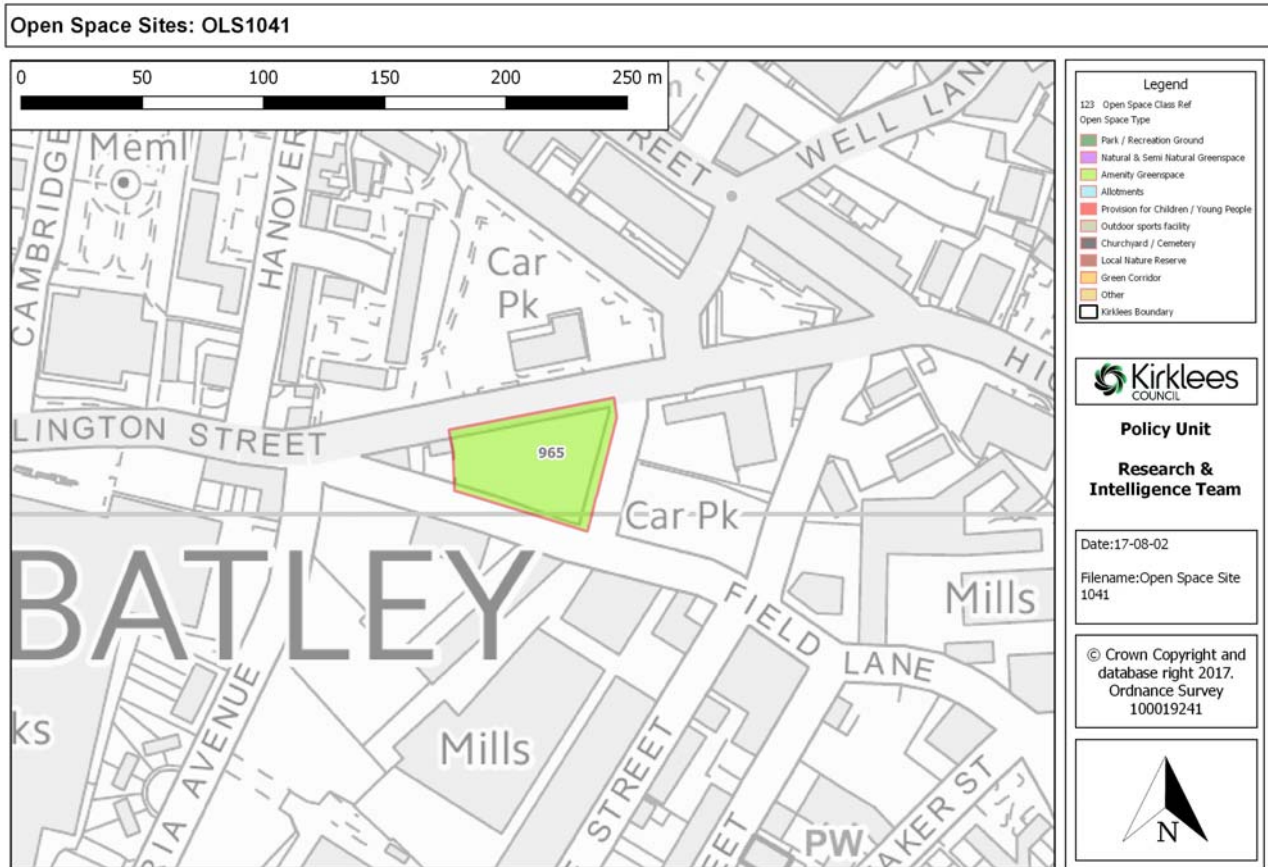 Open Space Sites: OLS1041
0 50 100 150 200 250 m
CAMBRIDGE
Meml
HANOVER
REET
WELL LANE
Car
Pk
LINGTON STREET
965
Car Pk
BATLEY
FIELD LANE
Mills
ks
Mills
RIA AVENUE
STREET
REET
PW
AKER ST
Legend
123 Open Space Class Ref
Open Space Type
Park / Recreation Ground
Natural & Semi Natural Greenspace
Amenity Greenspace
Allotments
Provision for Children / Young People
Outdoor sports facility
Churchyard / Cemetery
Local Nature Reserve
Green Corridor
Other
Kirklees Boundary
Kirklees
COUNCIL
Policy Unit
Research &
Intelligence Team
Date:17-08-02
Filename:Open Space Site
1041
© Crown Copyright and
database right 2017.
Ordnance Survey
100019241
N